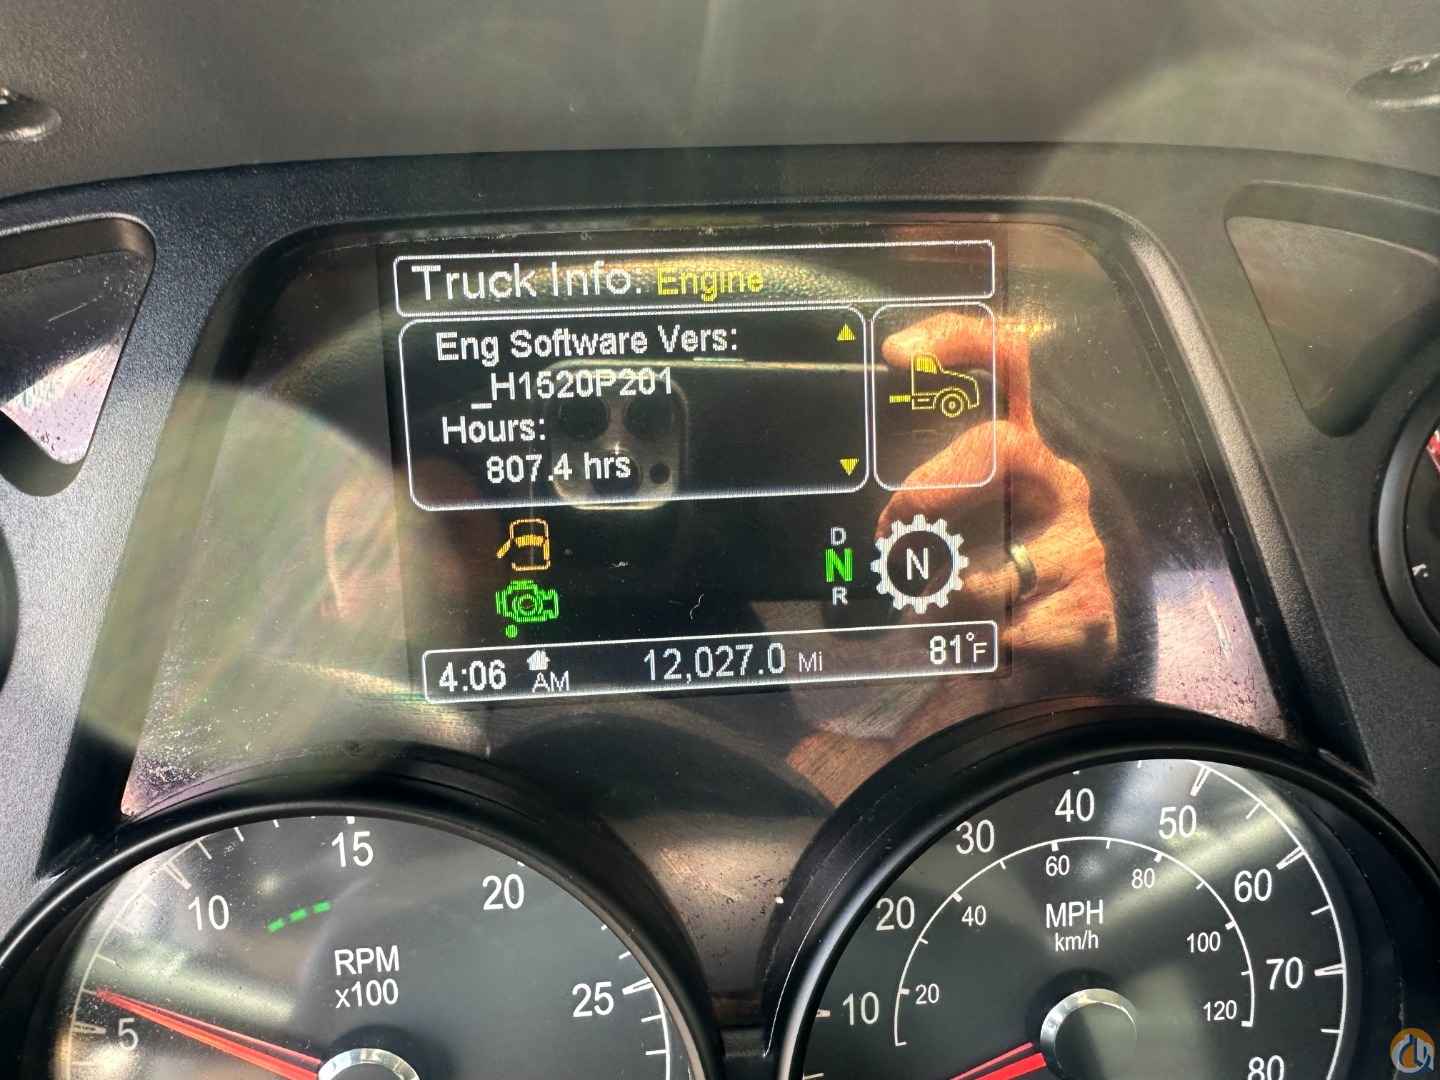 Truck Info: Engine
Eng Software Vers:
_H1520P201
Hours:
807.4 hrs
D
N
R
N
4:06 AM 12,027.0 Mi 81°F
5
10
15
20
25
RPM
x100
10
20
30
40
50
60
70
80
20
40
60
80
100
120
MPH
km/h